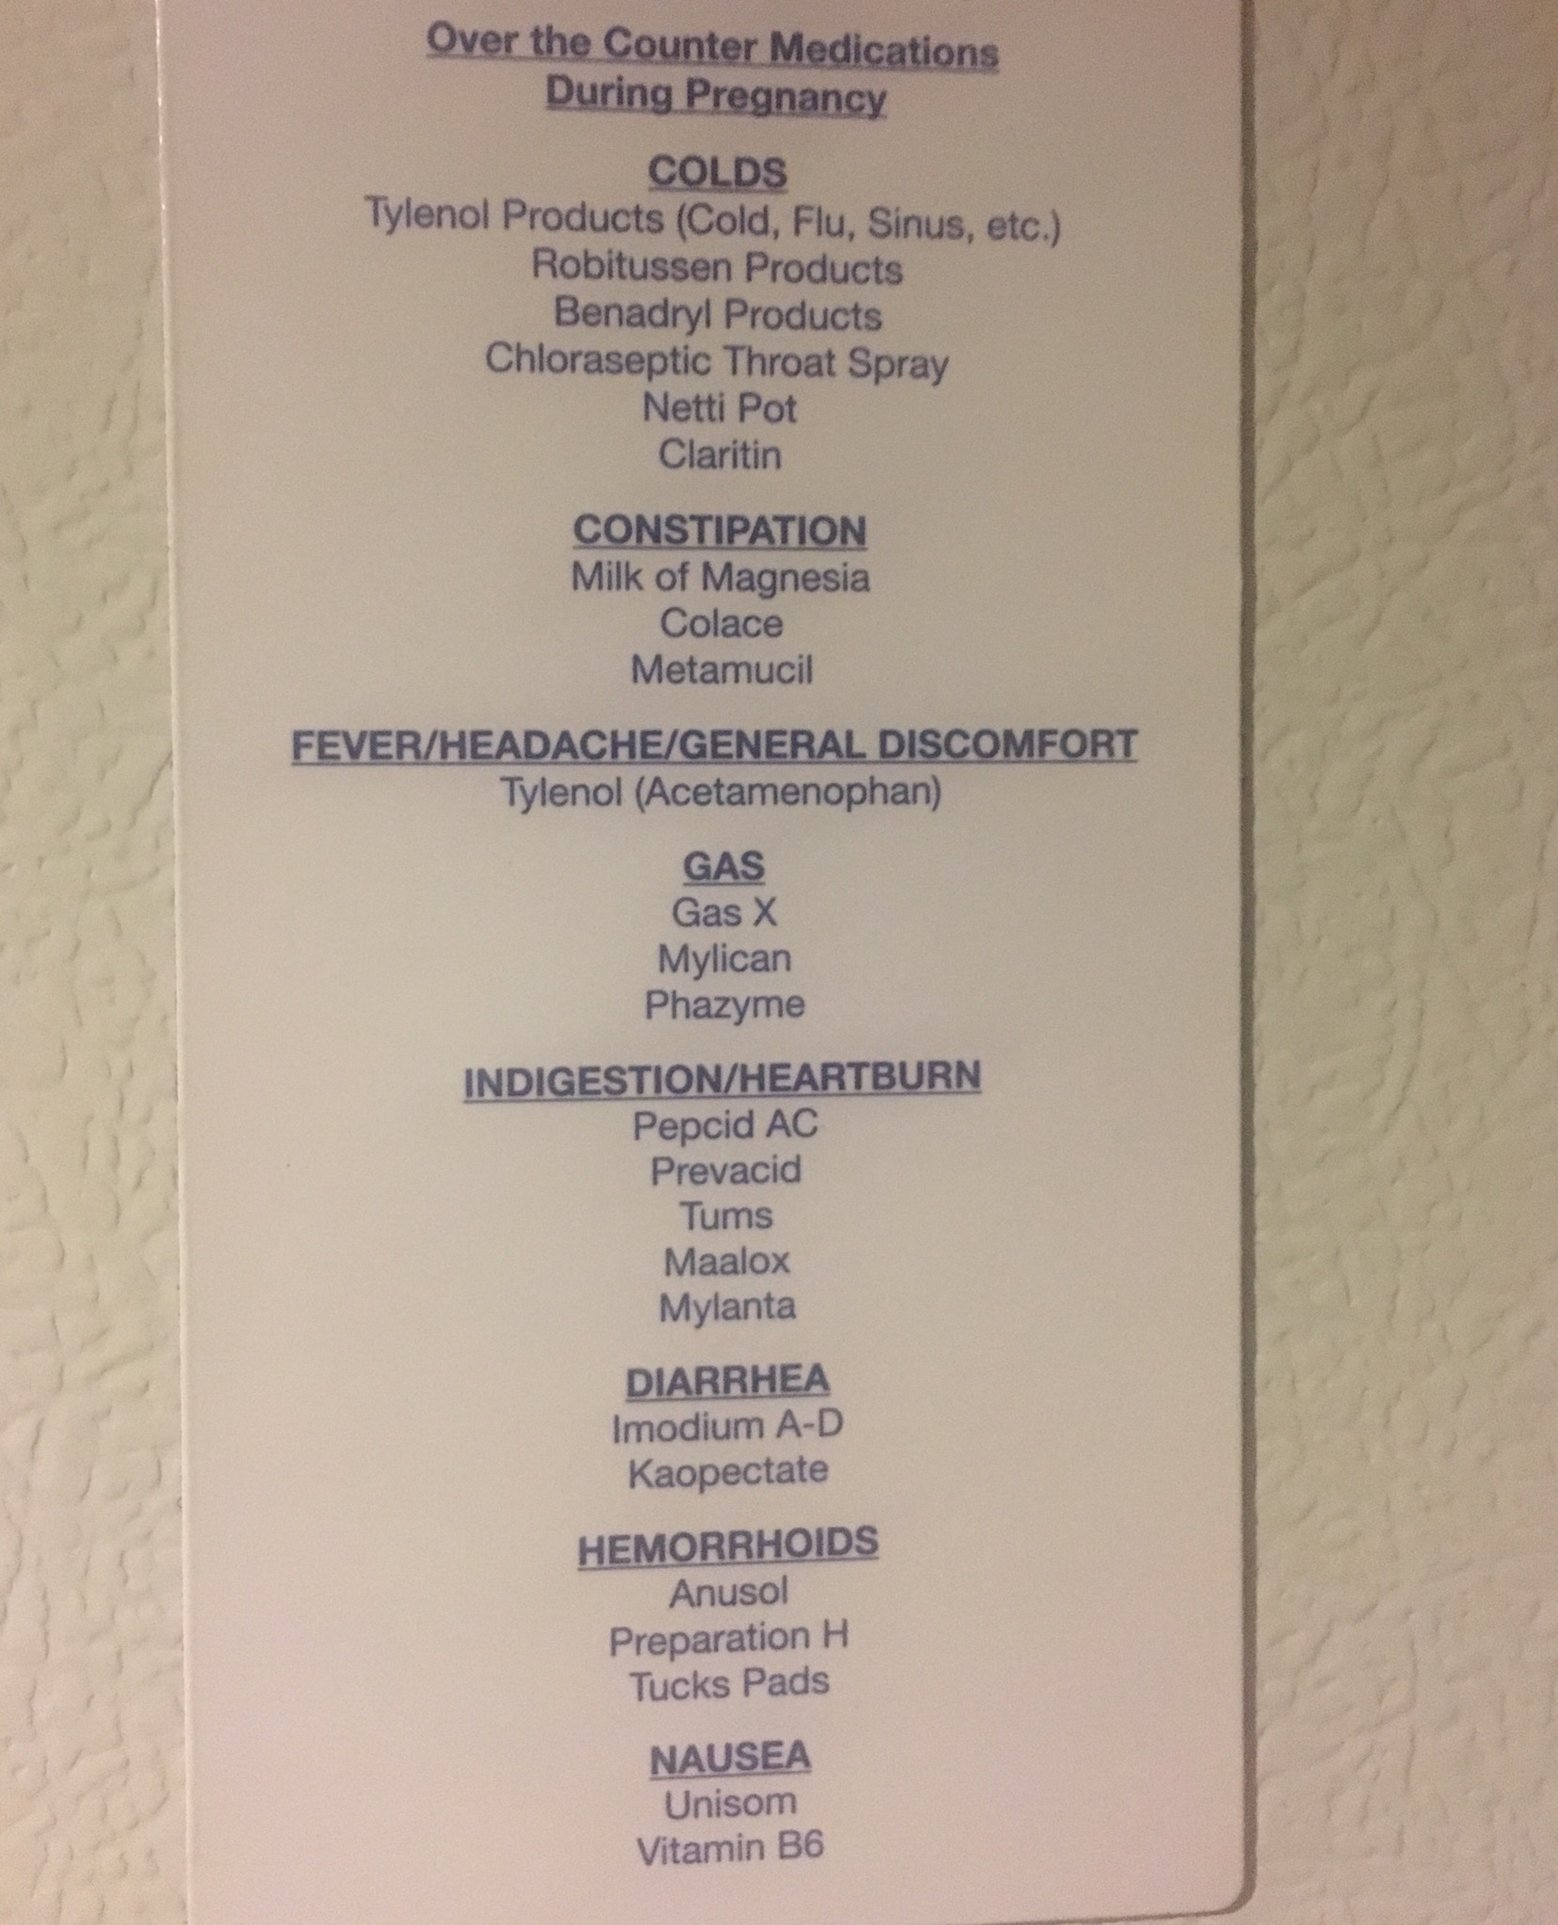 Over the Counter Medications
During Pregnancy
COLDS
Tylenol Products (Cold, Flu, Sinus, etc.)
Robitussen Products
Benadryl Products
Chloraseptic Throat Spray
Netti Pot
Claritin
CONSTIPATION
Milk of Magnesia
Colace
Metamucil
FEVER/HEADACHE/GENERAL DISCOMFORT
Tylenol (Acetamenophan)
GAS
Gas X
Mylican
Phazyme
INDIGESTION/HEARTBURN
Pepcid AC
Prevacid
Tums
Maalox
Mylanta
DIARRHEA
Imodium A-D
Kaopectate
HEMORRHOIDS
Anusol
Preparation H
Tucks Pads
NAUSEA
Unisom
Vitamin B6